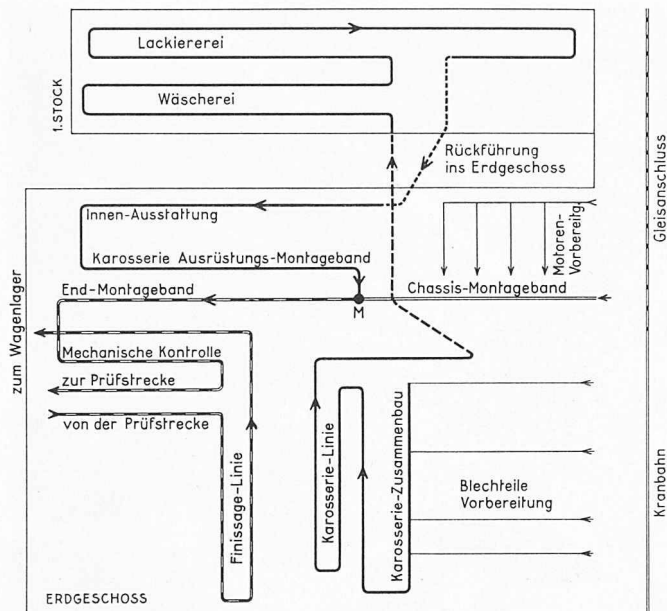 Lackiererei
Wäscherei
1. STOCK
Rückführung
ins Erdgeschoss
Gleisanschluss
Innen-Ausstattung
Motoren-
Vorbereitg.
Karosserie Ausrüstungs-Montageband
End-Montageband
Chassis-Montageband
M
zum Wagenlager
Mechanische Kontrolle
zur Prüfstrecke
von der Prüfstrecke
Finissage-Linie
Karosserie-Linie
Karosserie-Zusammenbau
Blechteile
Vorbereitung
Kranbahn
ERDGESCHOSS